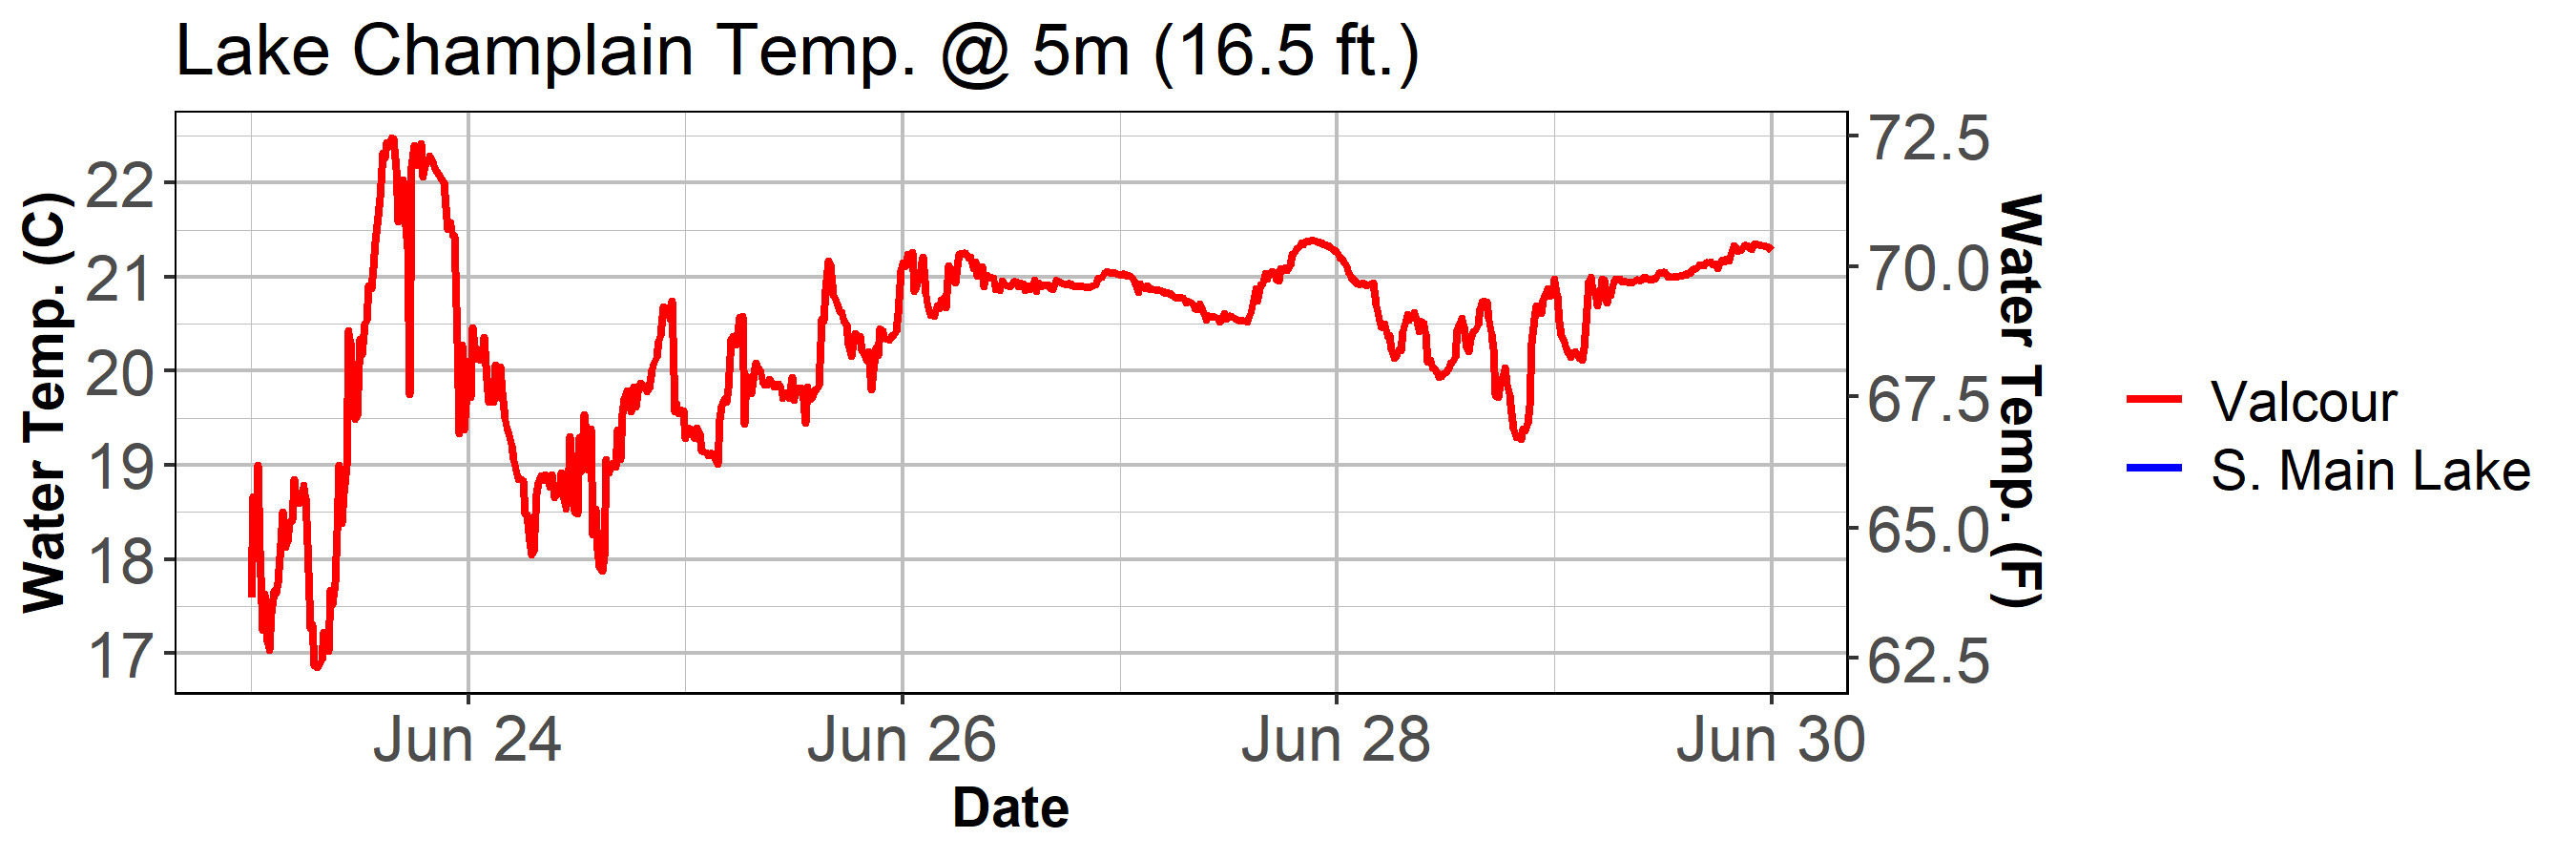 Lake Champlain Temp. @ 5m (16.5 ft.)
Water Temp. (C)
22
21
20
19
18
17
72.5
70.0
67.5
65.0
62.5
Water Temp. (F)
Jun 24
Jun 26
Jun 28
Jun 30
Date
Valcour
S. Main Lake